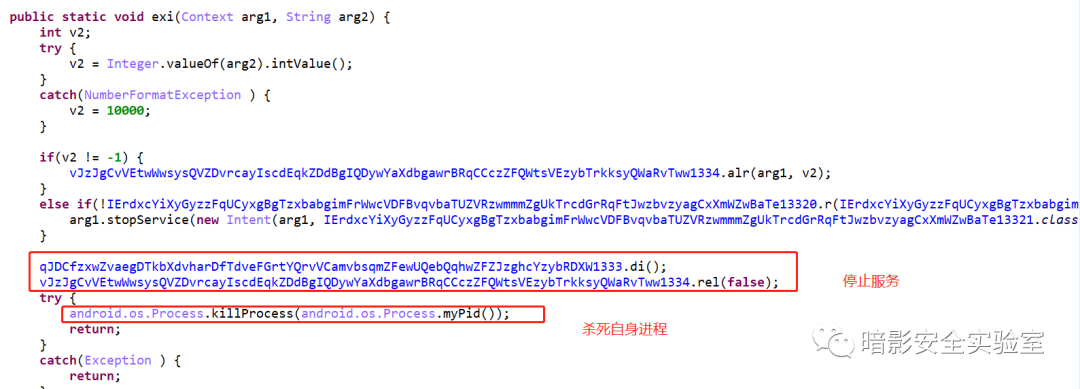 public static void exi(Context arg1, String arg2) {
int v2;
try {
v2 = Integer.valueOf(arg2).intValue();
}
catch(NumberFormatException ) {
v2 = 10000;
}
if(v2 != -1) {
vJzJgCvVEtwWwsysQVZDvrcayIscdEqkZDdBgIQDywYaXdbgawrBRqCCczZFQWtsVEzybTrkksyQWaRvTww1334.alr(arg1, v2);
}
else if(!IErdxcYiXyGyzzFqUCyxgBgTzxbabgimFrWwcVDFBvqvbaTUZVRzwmmmZgUkTrcdGrRqFtJwzbvzyagCxXmWZwBaTe13320.r(IErdxcYiXyGyzzFqUCyxgBgTzxbabgim
arg1.stopService(new Intent(arg1, IErdxcYiXyGyzzFqUCyxgBgTzxbabgimFrWwcVDFBvqvbaTUZVRzwmmmZgUkTrcdGrRqFtJwzbvzyagCxXmWZwBaTe13321.class
}
qJDCfzxwZvaegDTkbXdvharDfTdveFGrtYQrvVCamvbsqmZFewUQebQqhwZFZJzghcYzybRDXW1333.di();
vJzJgCvVEtwWwsysQVZDvrcayIscdEqkZDdBgIQDywYaXdbgawrBRqCCczZFQWtsVEzybTrkksyQWaRvTww1334.rel(false);
停止服务
try {
android.os.Process.killProcess(android.os.Process.myPid());
return;
杀死自身进程
}
catch(Exception ) {
return;
暗影安全实验室